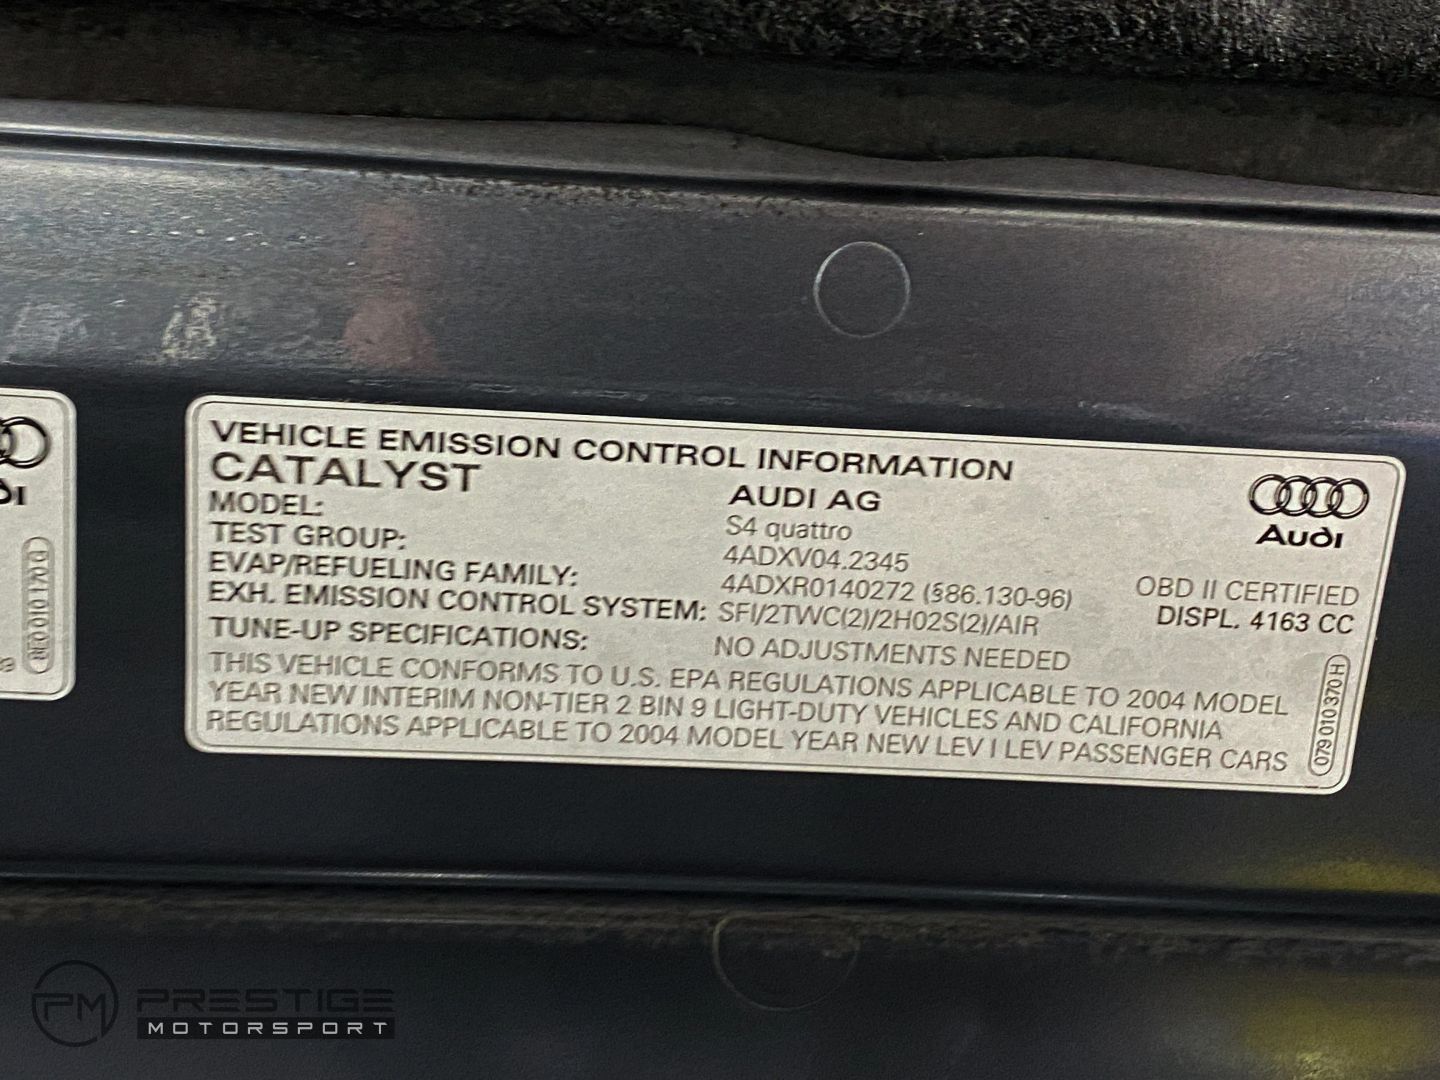 VEHICLE EMISSION CONTROL INFORMATION
CATALYST AUDI AG
MODEL: S4 quattro
TEST GROUP: 4ADXV04.2345
EVAP/REFUELING FAMILY: 4ADXR0140272 (§86.130-96) OBD II CERTIFIED
EXH. EMISSION CONTROL SYSTEM: SFI/2TWC(2)/2H02S(2)/AIR DISPL. 4163 CC
TUNE-UP SPECIFICATIONS: NO ADJUSTMENTS NEEDED
THIS VEHICLE CONFORMS TO U.S. EPA REGULATIONS APPLICABLE TO 2004 MODEL
YEAR NEW INTERIM NON-TIER 2 BIN 9 LIGHT-DUTY VEHICLES AND CALIFORNIA
REGULATIONS APPLICABLE TO 2004 MODEL YEAR NEW LEV I LEV PASSENGER CARS
Audi
079 010 370 H
PM PRESTIGE
MOTORSPORT